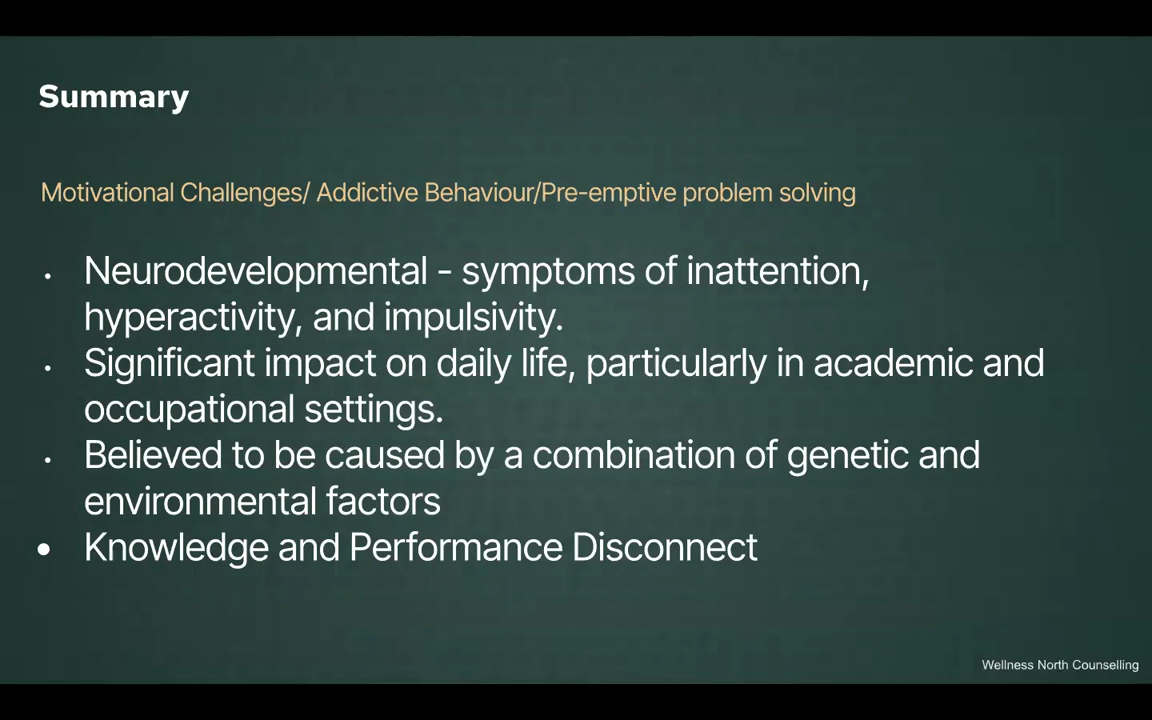 Summary
Motivational Challenges/ Addictive Behaviour/Pre-emptive problem solving
• Neurodevelopmental - symptoms of inattention,
hyperactivity, and impulsivity.
• Significant impact on daily life, particularly in academic and
occupational settings.
• Believed to be caused by a combination of genetic and
environmental factors
• Knowledge and Performance Disconnect
Wellness North Counselling